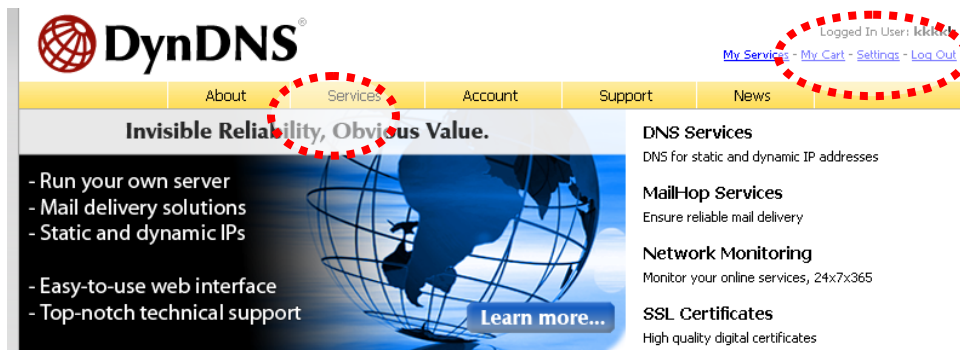 DynDNS®
Logged In User: kkkkk
My Services - My Cart - Settings - Log Out
About Services Account Support News
Invisible Reliability, Obvious Value.
- Run your own server
- Mail delivery solutions
- Static and dynamic IPs
- Easy-to-use web interface
- Top-notch technical support
Learn more...
DNS Services
DNS for static and dynamic IP addresses
MailHop Services
Ensure reliable mail delivery
Network Monitoring
Monitor your online services, 24x7x365
SSL Certificates
High quality digital certificates